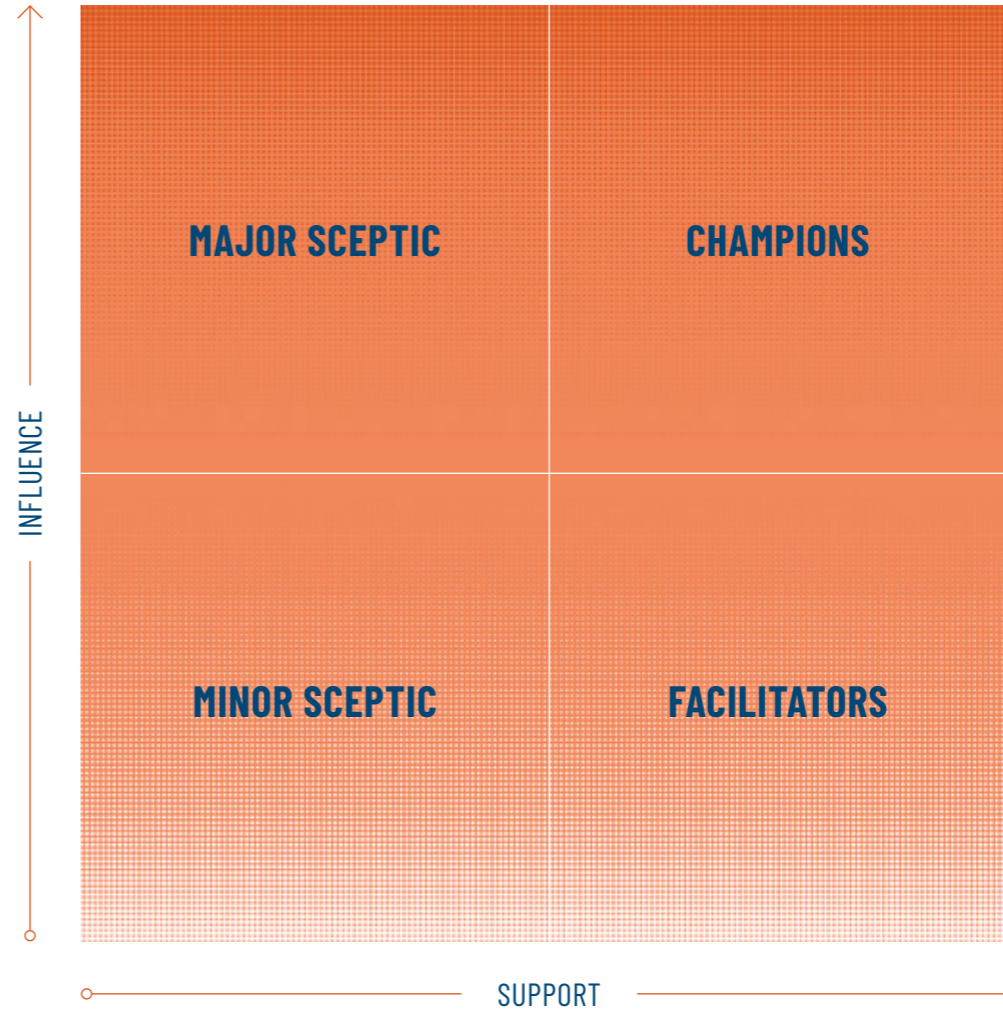 MAJOR SCEPTIC
CHAMPIONS
INFLUENCE
MINOR SCEPTIC
FACILITATORS
SUPPORT